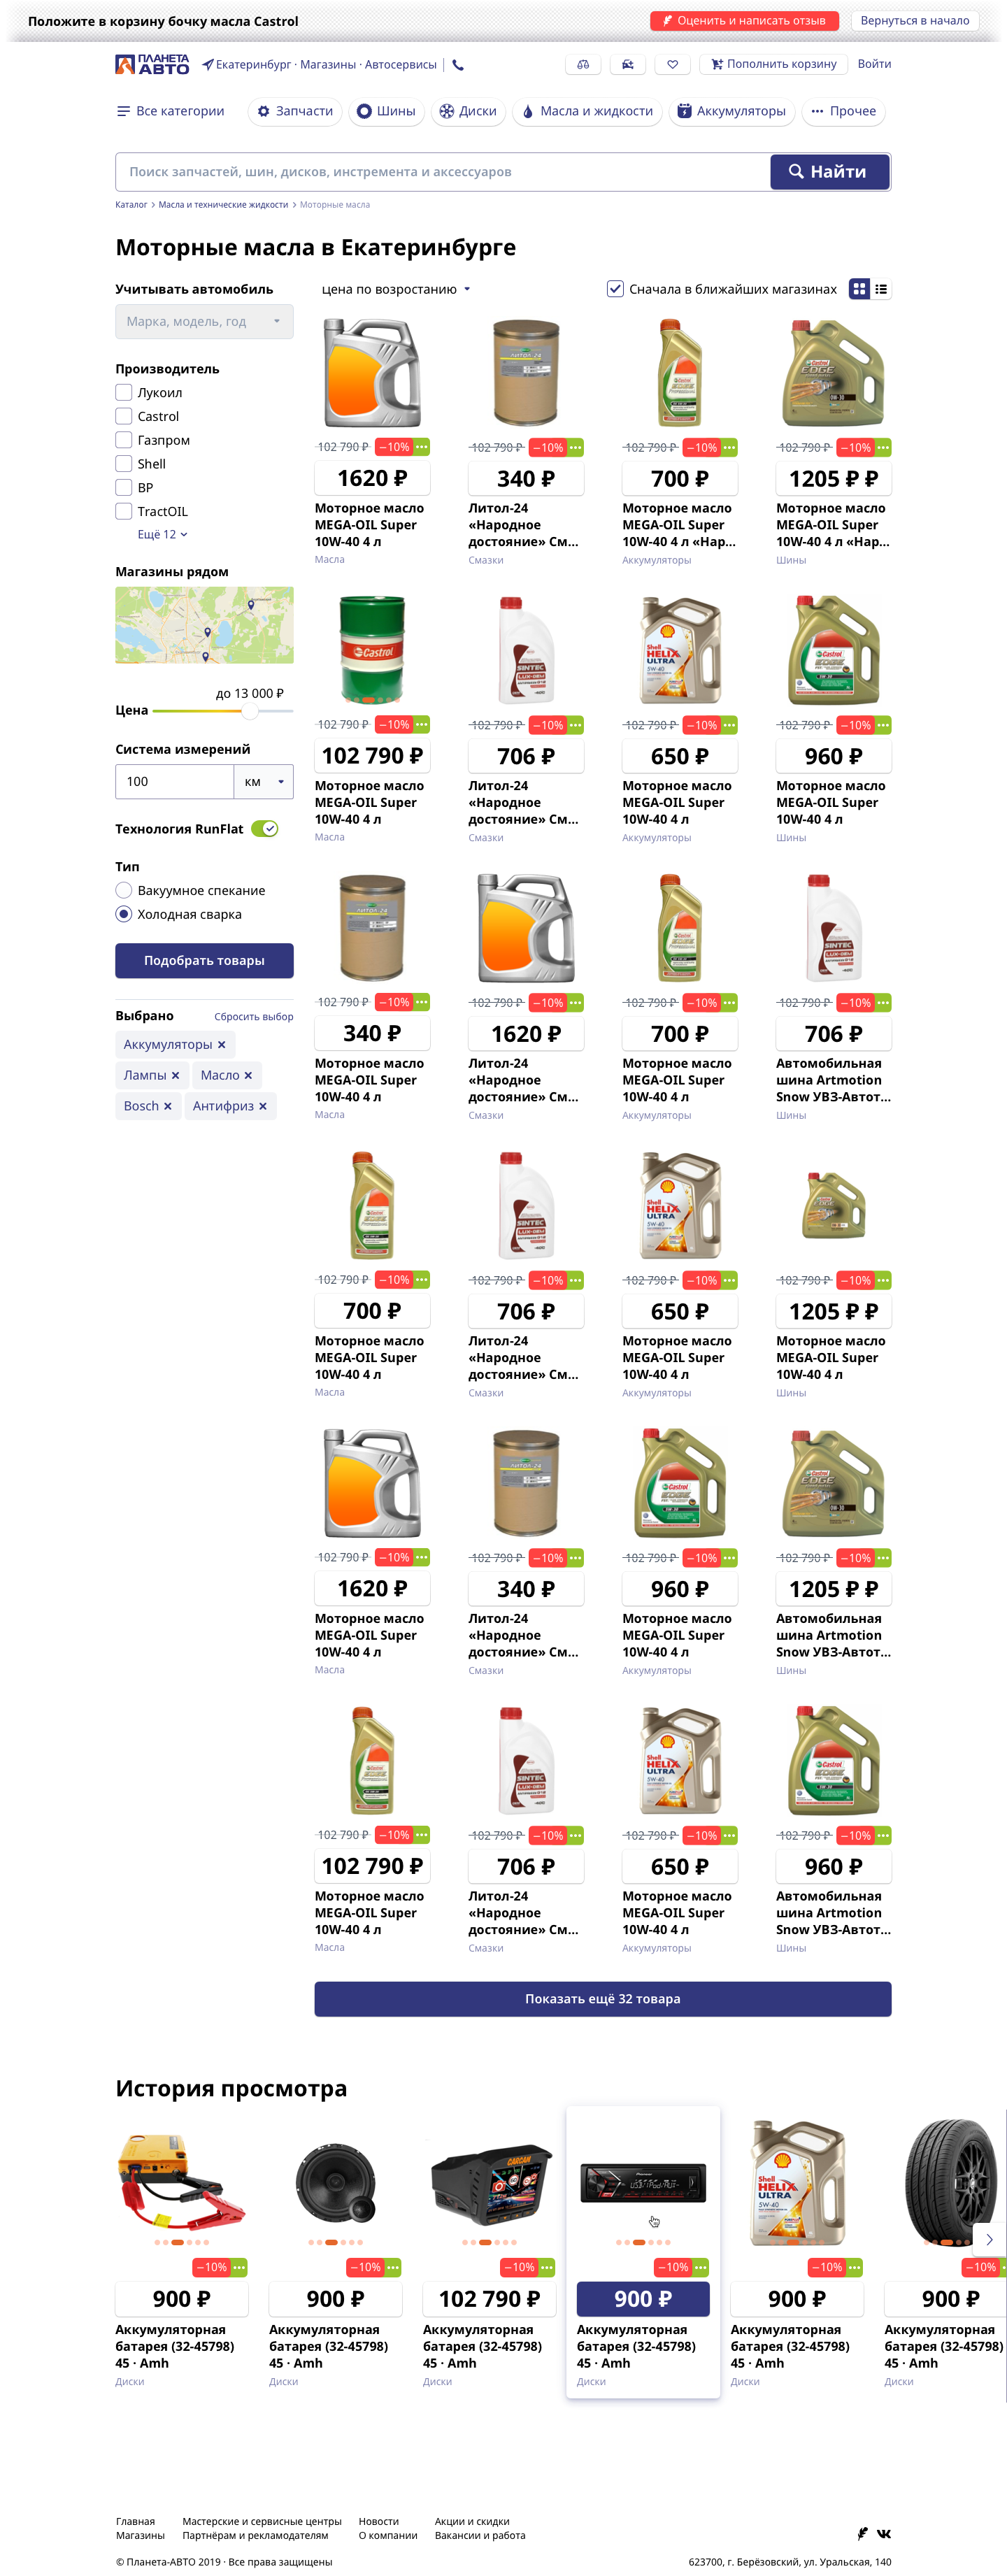 Положите в корзину бочку масла Castrol
Оценить и написать отзыв
Вернуться в начало
ПЛАНЕТА АВТО
Екатеринбург · Магазины · Автосервисы
Пополнить корзину
Войти
Все категории
Запчасти
Шины
Диски
Масла и жидкости
Аккумуляторы
Прочее
Поиск запчастей, шин, дисков, инстремента и аксессуаров
Найти
Каталог > Масла и технические жидкости > Моторные масла
Моторные масла в Екатеринбурге
Учитывать автомобиль
Марка, модель, год
Производитель
Лукоил
Castrol
Газпром
Shell
BP
TractOIL
Ещё 12
Магазины рядом
до 13 000 ₽
Цена
Система измерений
100
км
Технология RunFlat
Тип
Вакуумное спекание
Холодная сварка
Подобрать товары
Выбрано
Сбросить выбор
Аккумуляторы
Лампы
Масло
Bosch
Антифриз
цена по возростанию
Сначала в ближайших магазинах
102 790 ₽ –10%
1620 ₽
Моторное масло
MEGA-OIL Super
10W-40 4 л
Масла
102 790 ₽ –10%
340 ₽
Литол-24
«Народное
достояние» См...
Смазки
102 790 ₽ –10%
700 ₽
Моторное масло
MEGA-OIL Super
10W-40 4 л «Нар...
Аккумуляторы
102 790 ₽ –10%
1205 ₽ ₽
Моторное масло
MEGA-OIL Super
10W-40 4 л «Нар...
Шины
102 790 ₽ –10%
102 790 ₽
Моторное масло
MEGA-OIL Super
10W-40 4 л
Масла
102 790 ₽ –10%
706 ₽
Литол-24
«Народное
достояние» См...
Смазки
102 790 ₽ –10%
650 ₽
Моторное масло
MEGA-OIL Super
10W-40 4 л
Аккумуляторы
102 790 ₽ –10%
960 ₽
Моторное масло
MEGA-OIL Super
10W-40 4 л
Шины
102 790 ₽ –10%
340 ₽
Моторное масло
MEGA-OIL Super
10W-40 4 л
Масла
102 790 ₽ –10%
1620 ₽
Литол-24
«Народное
достояние» См...
Смазки
102 790 ₽ –10%
700 ₽
Моторное масло
MEGA-OIL Super
10W-40 4 л
Аккумуляторы
102 790 ₽ –10%
706 ₽
Автомобильная
шина Artmotion
Snow УВЗ-Автот...
Шины
102 790 ₽ –10%
700 ₽
Моторное масло
MEGA-OIL Super
10W-40 4 л
Масла
102 790 ₽ –10%
706 ₽
Литол-24
«Народное
достояние» См...
Смазки
102 790 ₽ –10%
650 ₽
Моторное масло
MEGA-OIL Super
10W-40 4 л
Аккумуляторы
102 790 ₽ –10%
1205 ₽ ₽
Моторное масло
MEGA-OIL Super
10W-40 4 л
Шины
102 790 ₽ –10%
1620 ₽
Моторное масло
MEGA-OIL Super
10W-40 4 л
Масла
102 790 ₽ –10%
340 ₽
Литол-24
«Народное
достояние» См...
Смазки
102 790 ₽ –10%
960 ₽
Моторное масло
MEGA-OIL Super
10W-40 4 л
Аккумуляторы
102 790 ₽ –10%
1205 ₽ ₽
Автомобильная
шина Artmotion
Snow УВЗ-Автот...
Шины
102 790 ₽ –10%
102 790 ₽
Моторное масло
MEGA-OIL Super
10W-40 4 л
Масла
102 790 ₽ –10%
706 ₽
Литол-24
«Народное
достояние» См...
Смазки
102 790 ₽ –10%
650 ₽
Моторное масло
MEGA-OIL Super
10W-40 4 л
Аккумуляторы
102 790 ₽ –10%
960 ₽
Автомобильная
шина Artmotion
Snow УВЗ-Автот...
Шины
Показать ещё 32 товара
История просмотра
–10%
900 ₽
Аккумуляторная
батарея (32-45798)
45 · Amh
Диски
–10%
900 ₽
Аккумуляторная
батарея (32-45798)
45 · Amh
Диски
CARCAM
–10%
102 790 ₽
Аккумуляторная
батарея (32-45798)
45 · Amh
Диски
–10%
900 ₽
Аккумуляторная
батарея (32-45798)
45 · Amh
Диски
Shell
HELIX
ULTRA
5W-40
–10%
900 ₽
Аккумуляторная
батарея (32-45798)
45 · Amh
Диски
–10%
900 ₽
Аккумуляторная
батарея (32-45798)
45 · Amh
Диски
Главная
Магазины
Мастерские и сервисные центры
Партнёрам и рекламодателям
Новости
О компании
Акции и скидки
Вакансии и работа
© Планета-АВТО 2019 · Все права защищены
623700, г. Берёзовский, ул. Уральская, 140